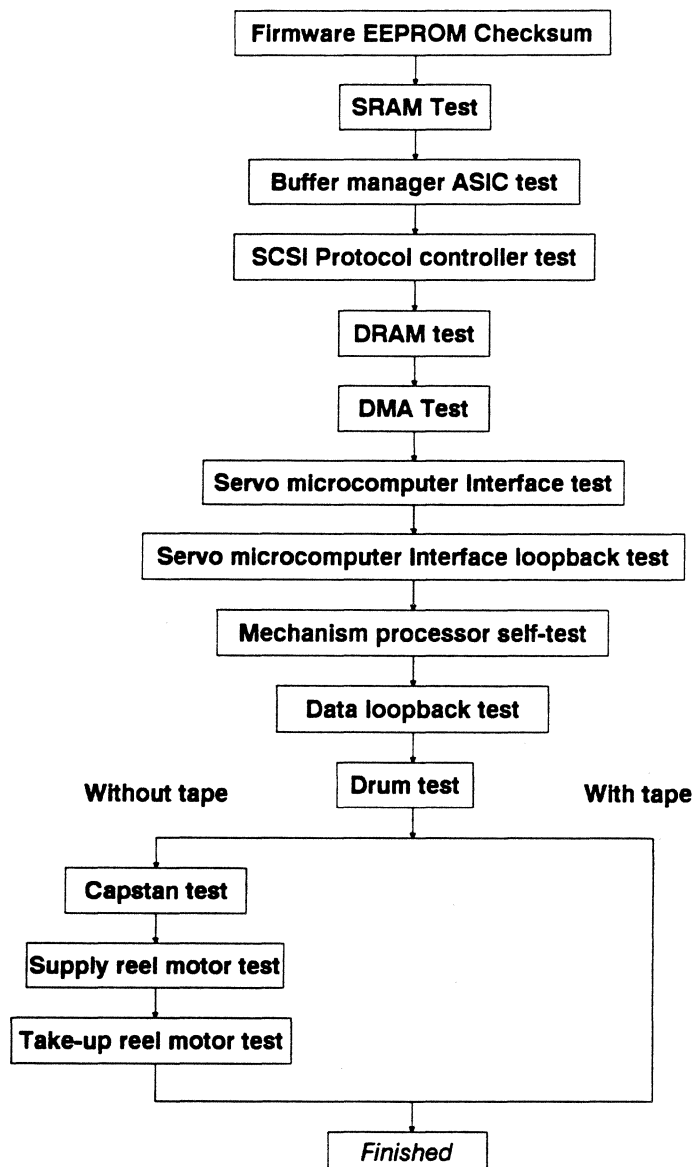 Firmware EEPROM Checksum
SRAM Test
Buffer manager ASIC test
SCSI Protocol controller test
DRAM test
DMA Test
Servo microcomputer Interface test
Servo microcomputer Interface loopback test
Mechanism processor self-test
Data loopback test
Drum test
Without tape
With tape
Capstan test
Supply reel motor test
Take-up reel motor test
Finished